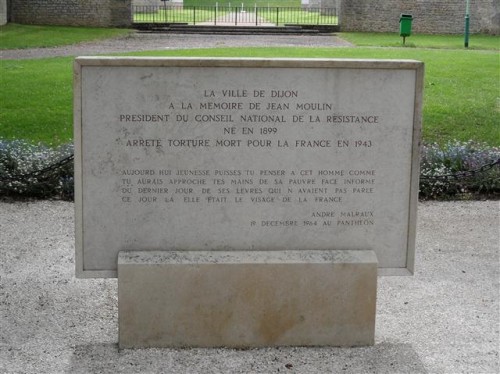 LA VILLE DE DIJON
A LA MEMOIRE DE JEAN MOULIN
PRESIDENT DU CONSEIL NATIONAL DE LA RESISTANCE
NE EN 1899
ARRETE TORTURE MORT POUR LA FRANCE EN 1943
AUJOURD HUI JEUNESSE PUISSES TU PENSER A CET HOMME COMME
TU AURAIS APPROCHE TES MAINS DE SA PAUVRE FACE INFORME
DU DERNIER JOUR DE SES LEVRES QUI N AVAIENT PAS PARLE
CE JOUR LA ELLE ETAIT LE VISAGE DE LA FRANCE
ANDRE MALRAUX
19 DECEMBRE 1964 AU PANTHEON